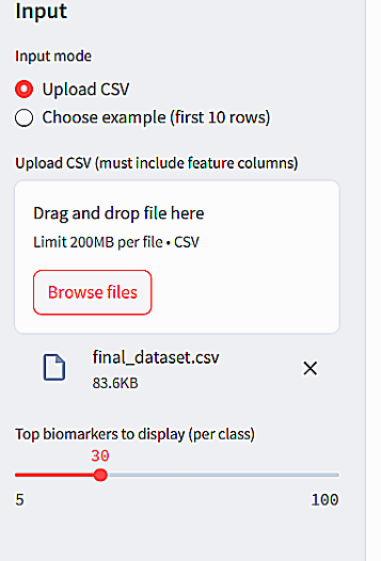 Input
Input mode
Upload CSV
Choose example (first 10 rows)
Upload CSV (must include feature columns)
Drag and drop file here
Limit 200MB per file • CSV
Browse files
final_dataset.csv
83.6KB
Top biomarkers to display (per class)
30
5 100